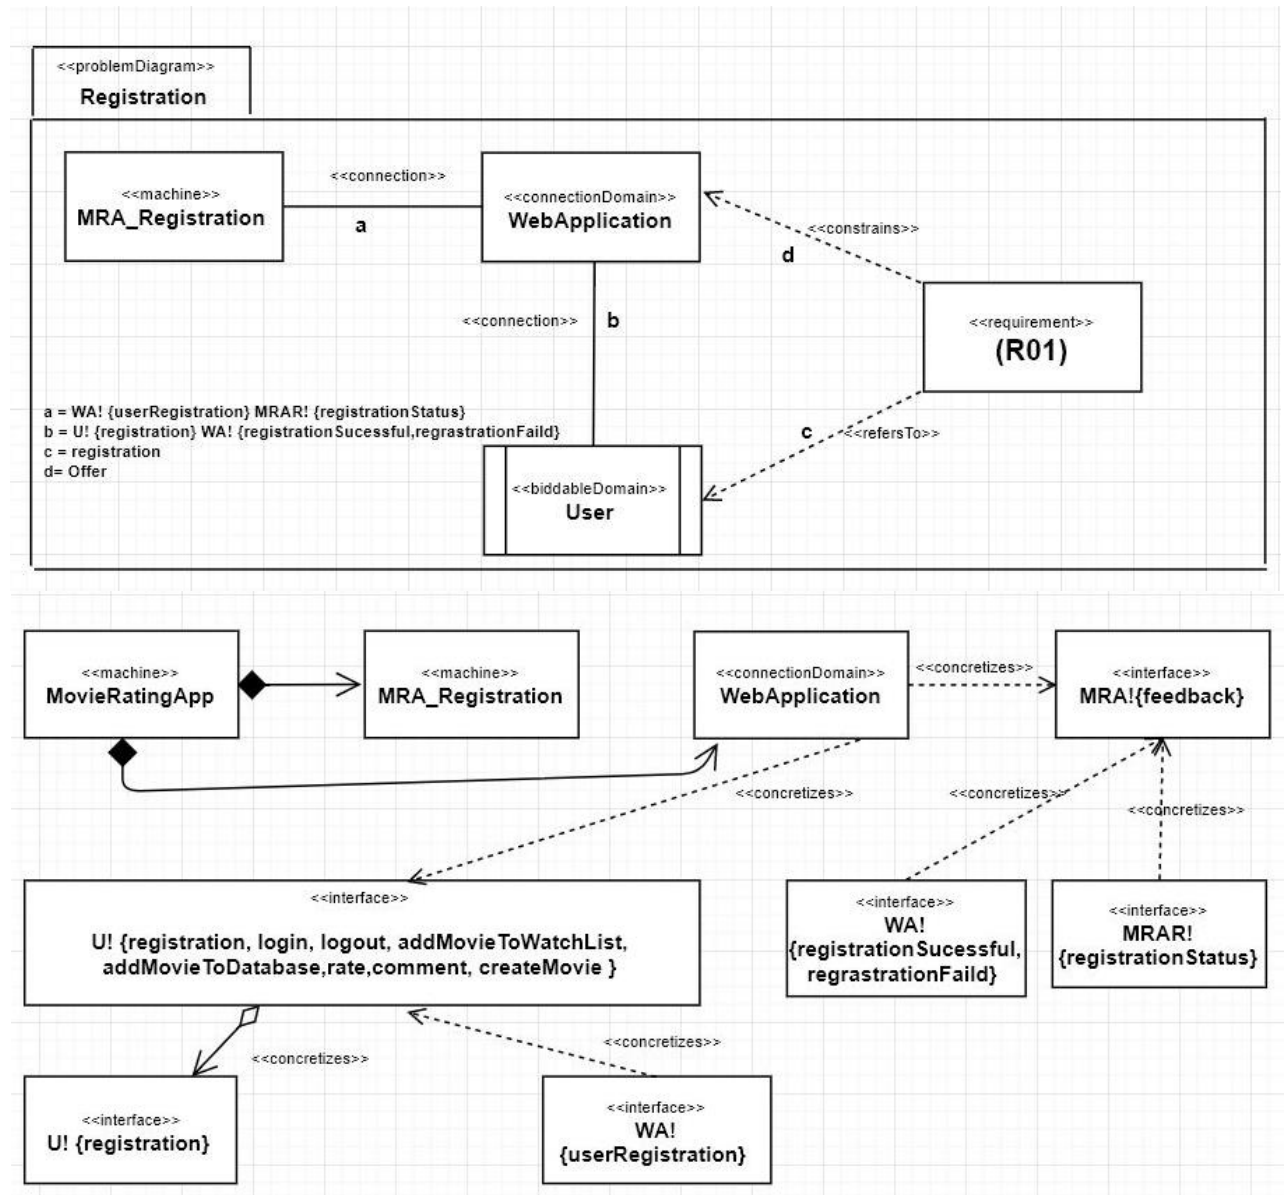 <<problemDiagram>>
Registration
<<machine>>
MRA_Registration
<<connection>>
a
<<connectionDomain>>
WebApplication
<<constrains>>
d
<<connection>>
b
<<requirement>>
(R01)
a = WA! {userRegistration} MRAR! {registrationStatus}
b = U! {registration} WA! {registrationSucessful,regrastrationFaild}
c = registration
d= Offer
c
<<refersTo>>
<<biddableDomain>>
User
<<machine>>
MovieRatingApp
<<machine>>
MRA_Registration
<<connectionDomain>>
WebApplication
<<concretizes>>
<<interface>>
MRA!{feedback}
<<concretizes>>
<<concretizes>>
<<concretizes>>
<<interface>>
U! {registration, login, logout, addMovieToWatchList,
addMovieToDatabase,rate,comment, createMovie }
<<interface>>
WA!
{registrationSucessful,
regrastrationFaild}
<<interface>>
MRAR!
{registrationStatus}
<<concretizes>>
<<concretizes>>
<<interface>>
U! {registration}
<<interface>>
WA!
{userRegistration}